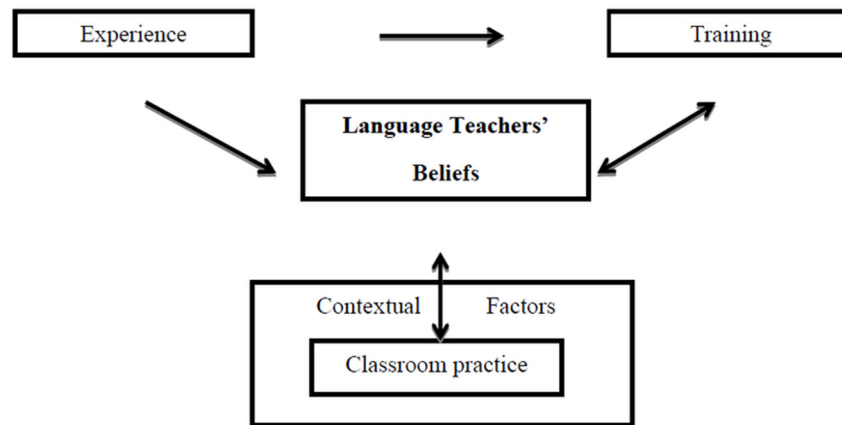 Experience
Training
Language Teachers’
Beliefs
Contextual Factors
Classroom practice